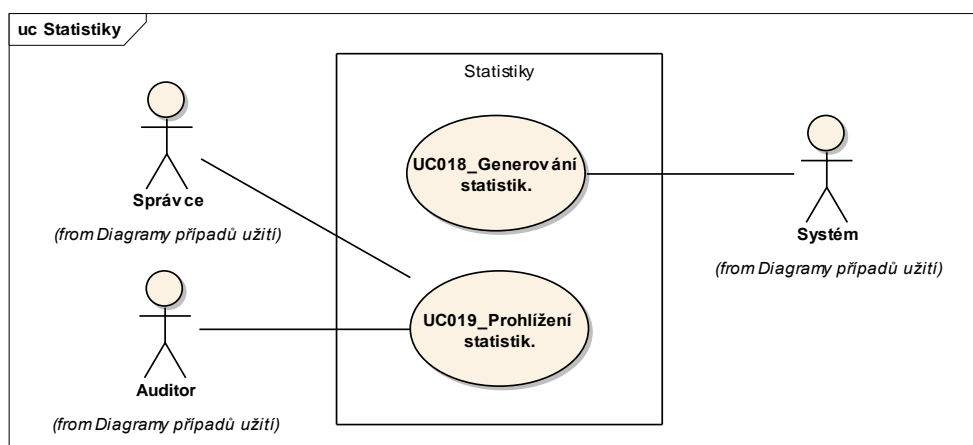 uc Statistiky
Statistiky
Správce
(from Diagramy případů užití)
Auditor
(from Diagramy případů užití)
UC018_Generování
statistik.
UC019_Prohlížení
statistik.
Systém
(from Diagramy případů užití)